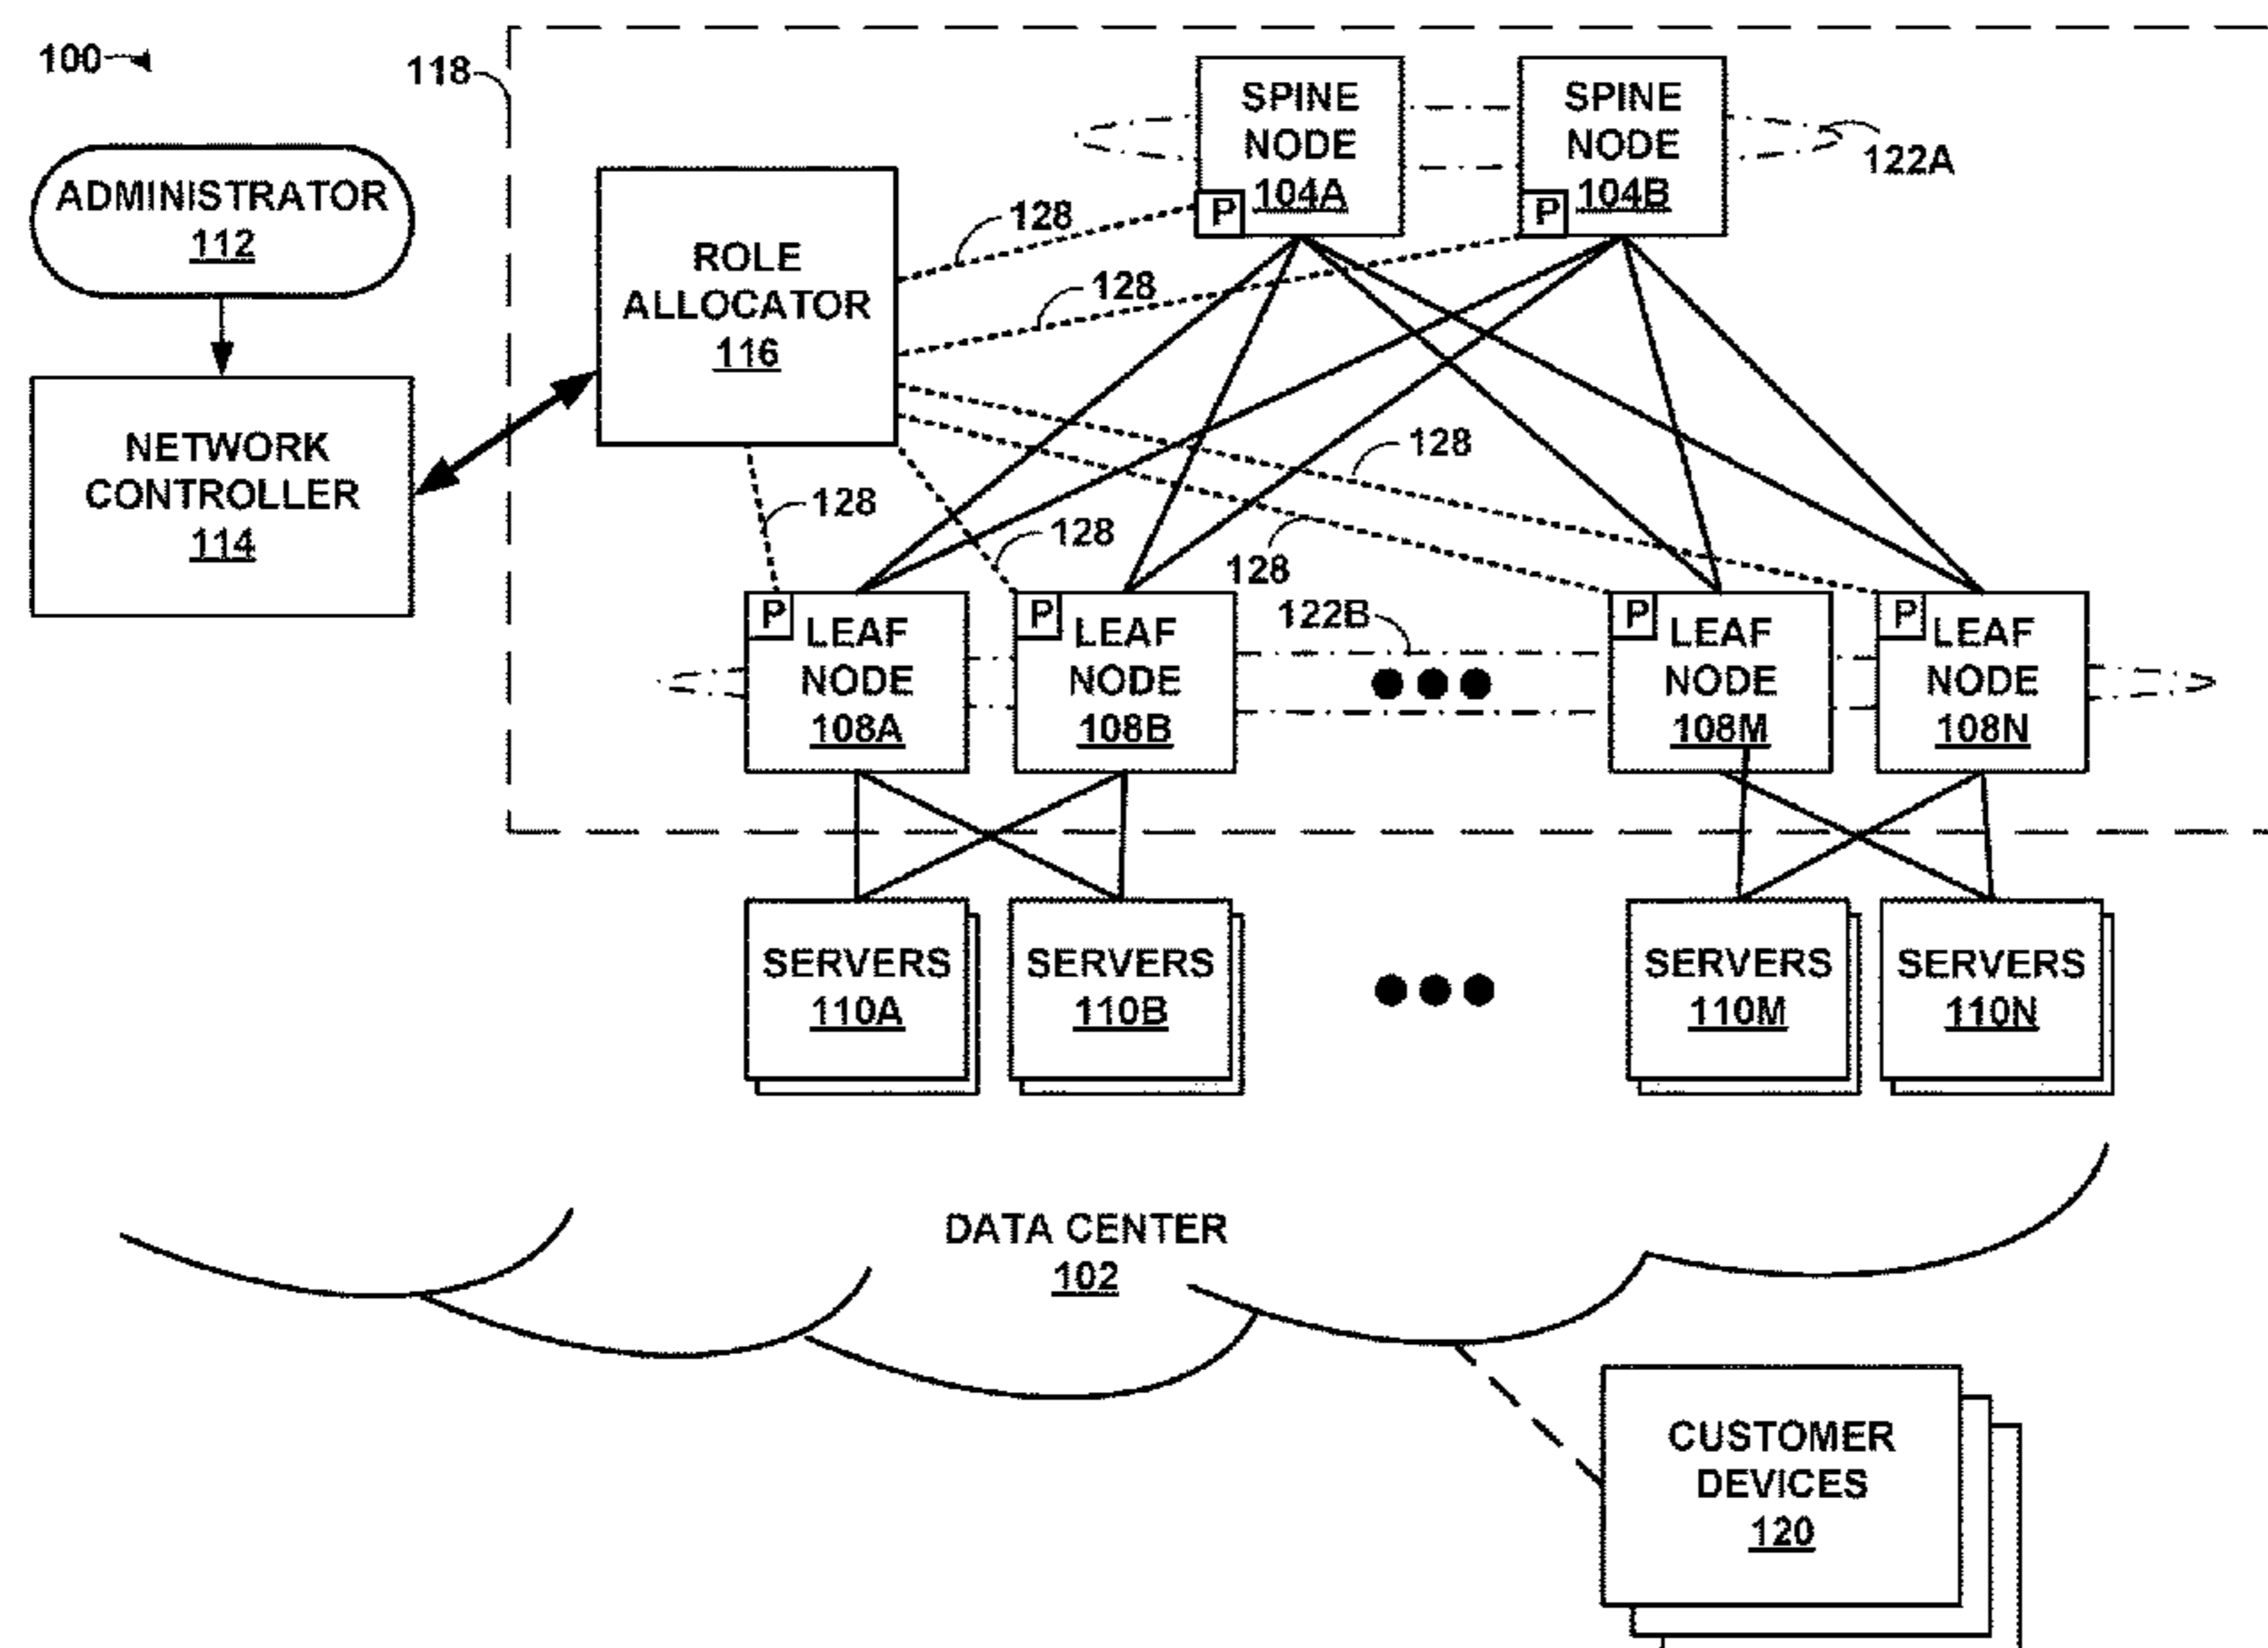 100
118
SPINE
NODE
104A
P
SPINE
NODE
104B
P
122A
ADMINISTRATOR
112
ROLE
ALLOCATOR
116
128
128
NETWORK
CONTROLLER
114
128
128
128
128
122B
P
LEAF
NODE
108A
P
LEAF
NODE
108B
P
LEAF
NODE
108M
P
LEAF
NODE
108N
SERVERS
110A
SERVERS
110B
SERVERS
110M
SERVERS
110N
DATA CENTER
102
CUSTOMER
DEVICES
120